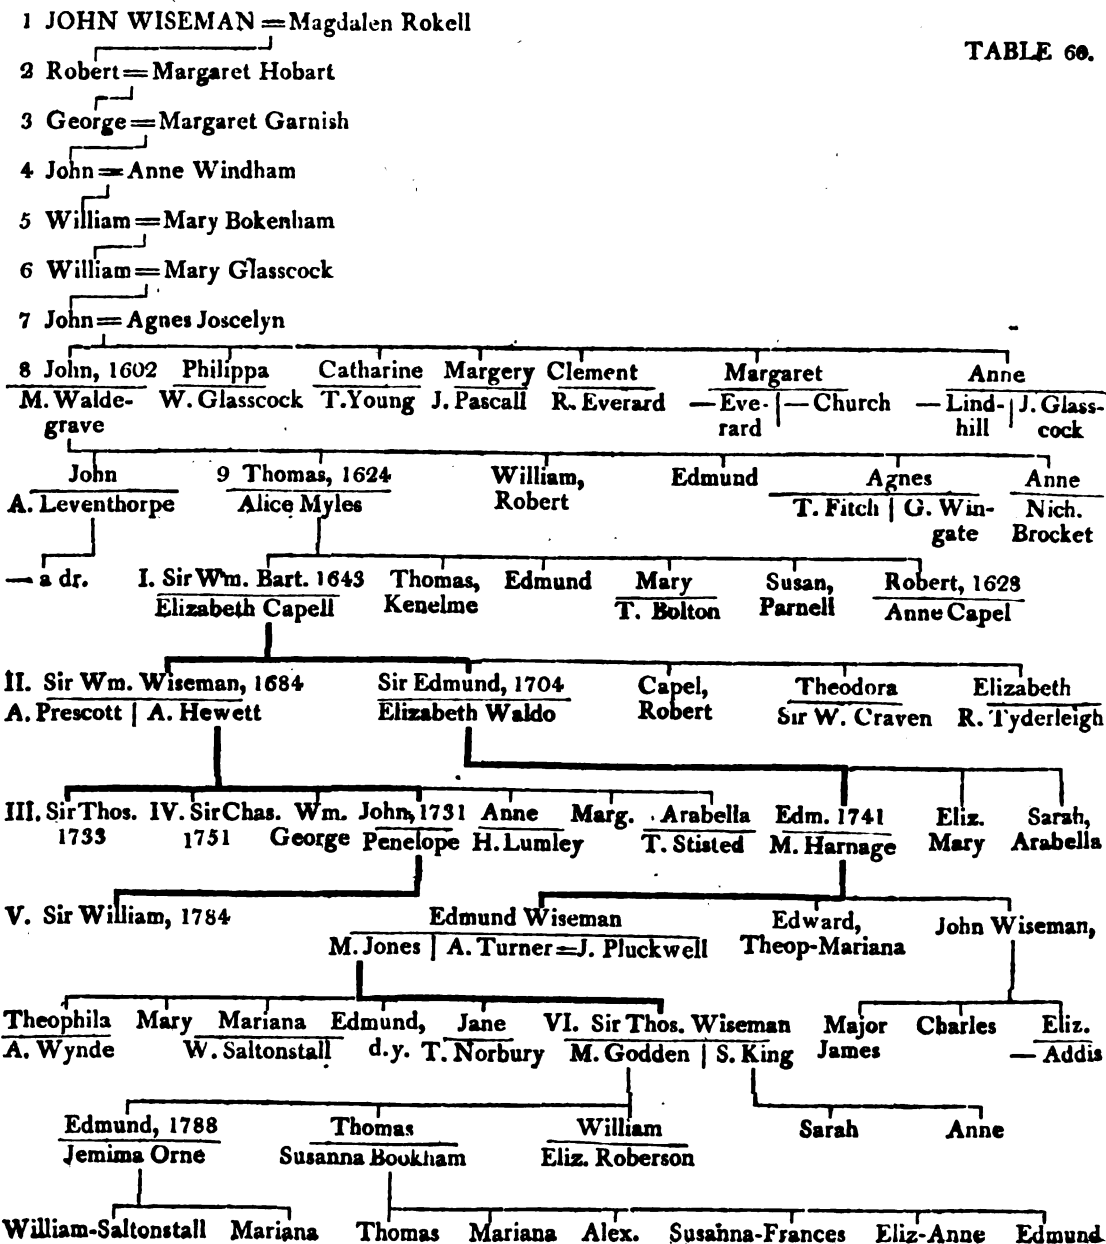 1 JOHN WISEMAN = Magdalen Rokell
TABLE 60.
2 Robert = Margaret Hobart
3 George = Margaret Garnish
4 John = Anne Windham
5 William = Mary Bokenham
6 William = Mary Glasscock
7 John = Agnes Joscelyn
8 John, 1602 Philippa Catharine Margery Clement Margaret Anne
M. Walde- W. Glasscock T. Young J. Pascall R. Everard — Eve- | — Church — Lind- | J. Glass-
grave rard hill cock
John 9 Thomas, 1624 William, Edmund Agnes Anne
A. Leventhorpe Alice Myles Robert T. Fitch | G. Win- Nich.
gate Brocket
— a dr. I. Sir Wm. Bart. 1643 Thomas, Edmund Mary Susan, Robert, 1628
Elizabeth Capell Kenelme T. Bolton Parnell Anne Capel
II. Sir Wm. Wiseman, 1684 Sir Edmund, 1704 Capel, Theodora Elizabeth
A. Prescott | A. Hewett Elizabeth Waldo Robert Sir W. Craven R. Tyderleigh
III. Sir Thos. IV. Sir Chas. Wm. John, 1731 Anne Marg. Arabella Edm. 1741 Eliz. Sarah,
1733 1751 George Penelope H. Lumley T. Stisted M. Harnage Mary Arabella
V. Sir William, 1784 Edmund Wiseman Edward, John Wiseman,
M. Jones | A. Turner = J. Pluckwell Theop-Mariana
Theophila Mary Mariana Edmund, Jane VI. Sir Thos. Wiseman Major Charles Eliz.
A. Wynde W. Saltonstall d.y. T. Norbury M. Godden | S. King James — Addis
Edmund, 1788 Thomas William Sarah Anne
Jemima Orne Susanna Bookham Eliz. Roberson
William-Saltonstall Mariana Thomas Mariana Alex. Susanna-Frances Eliz-Anne Edmund